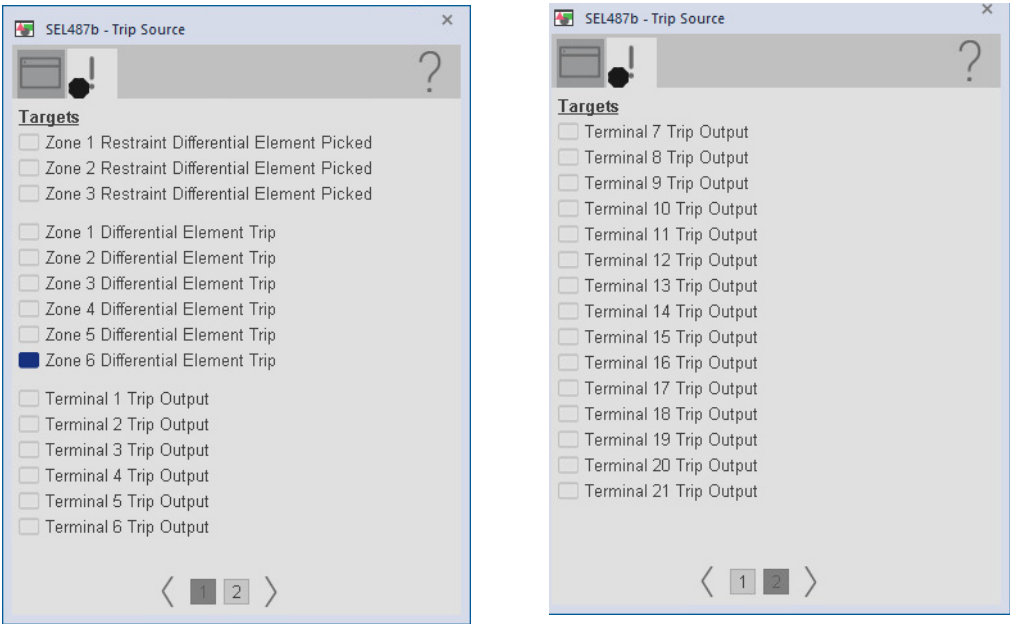 SEL487b - Trip Source
Targets
Zone 1 Restraint Differential Element Picked
Zone 2 Restraint Differential Element Picked
Zone 3 Restraint Differential Element Picked
Zone 1 Differential Element Trip
Zone 2 Differential Element Trip
Zone 3 Differential Element Trip
Zone 4 Differential Element Trip
Zone 5 Differential Element Trip
Zone 6 Differential Element Trip
Terminal 1 Trip Output
Terminal 2 Trip Output
Terminal 3 Trip Output
Terminal 4 Trip Output
Terminal 5 Trip Output
Terminal 6 Trip Output
1 2
SEL487b - Trip Source
Targets
Terminal 7 Trip Output
Terminal 8 Trip Output
Terminal 9 Trip Output
Terminal 10 Trip Output
Terminal 11 Trip Output
Terminal 12 Trip Output
Terminal 13 Trip Output
Terminal 14 Trip Output
Terminal 15 Trip Output
Terminal 16 Trip Output
Terminal 17 Trip Output
Terminal 18 Trip Output
Terminal 19 Trip Output
Terminal 20 Trip Output
Terminal 21 Trip Output
1 2